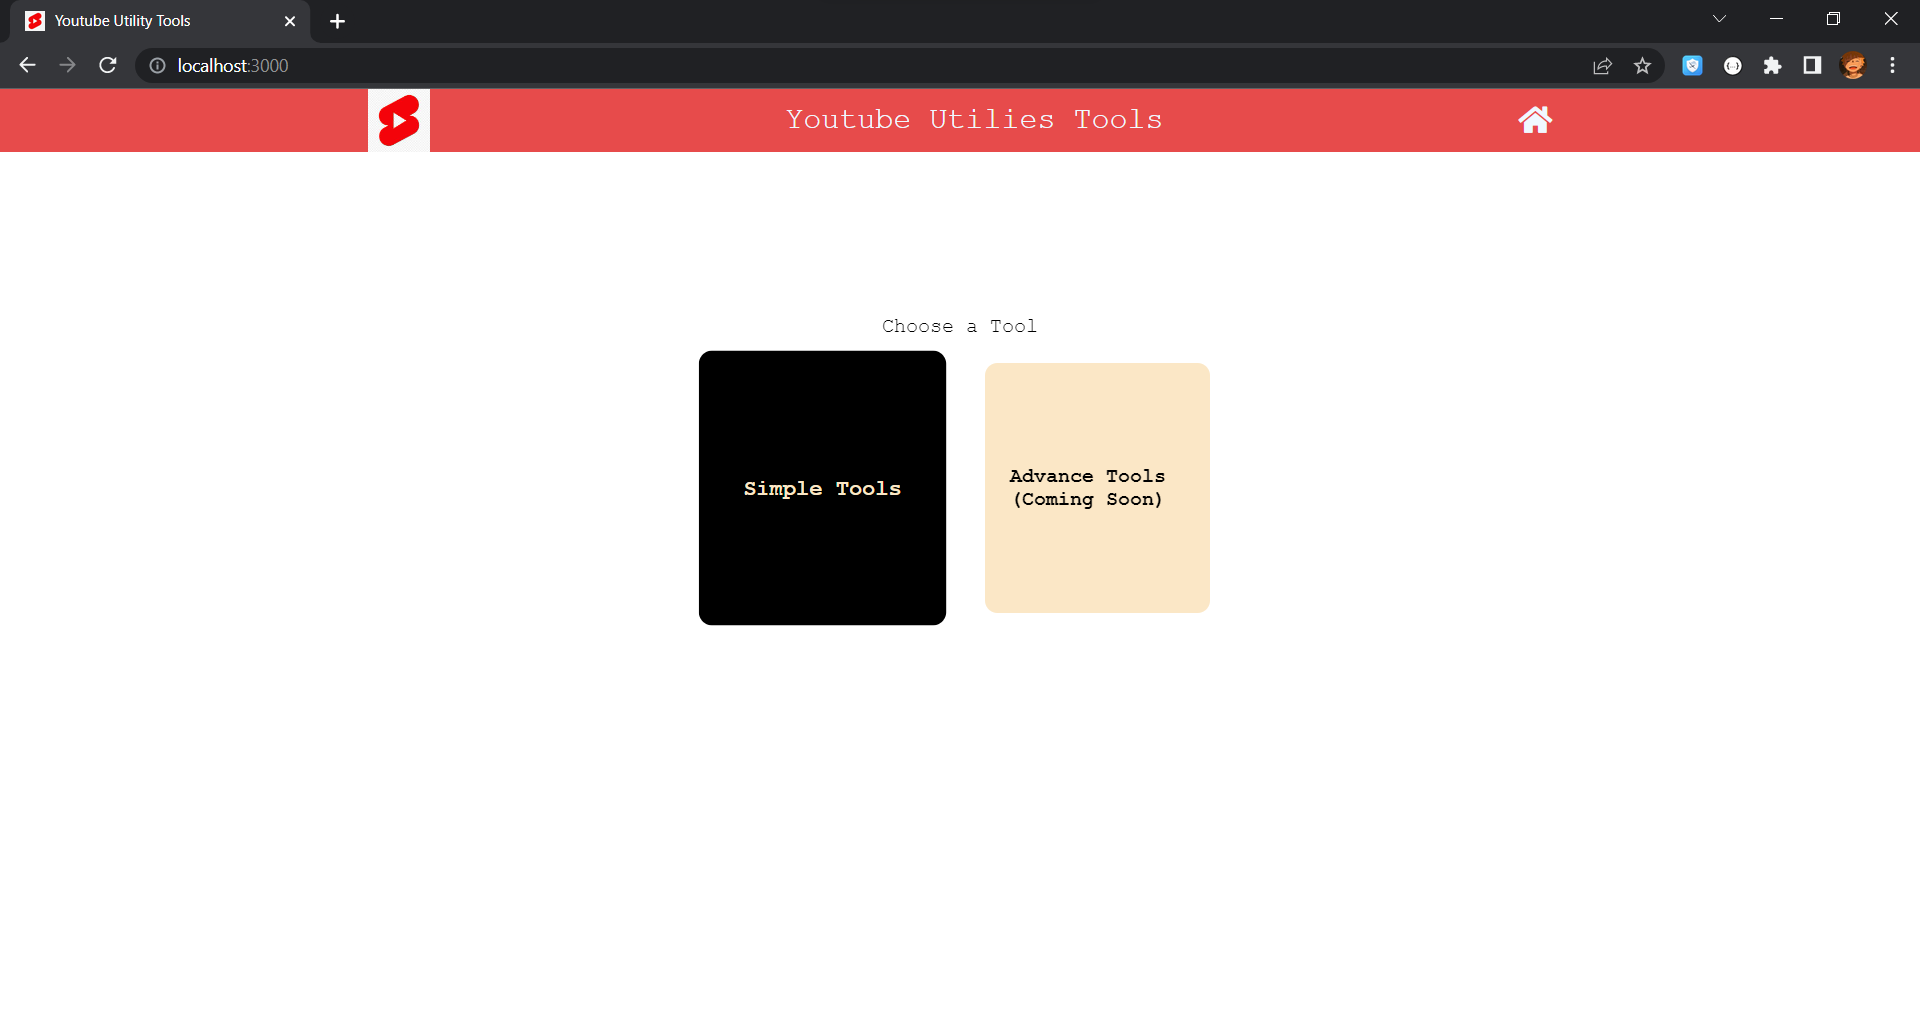 Youtube Utility Tools
localhost:3000
Youtube Utilies Tools
Choose a Tool
Simple Tools
Advance Tools
(Coming Soon)